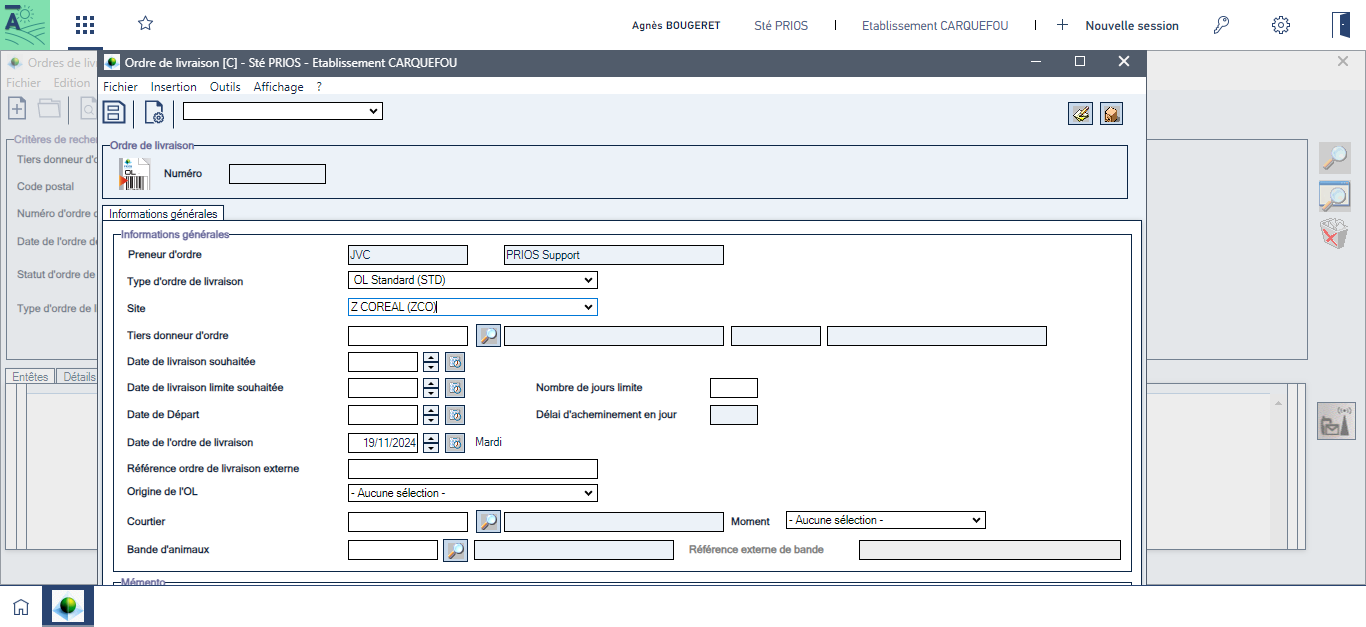 Agnès BOUGERET Sté PRIOS Etablissement CARQUEFOU Nouvelle session
Ordres de liv
Ordre de livraison [C] - Sté PRIOS - Etablissement CARQUEFOU
Fichier Edition
Fichier Insertion Outils Affichage ?
Critères de reche
Tiers donneur d'o
Code postal
Numéro d'ordre d
Date de l'ordre de
Statut d'ordre de
Type d'ordre de l
Entêtes Détails
Ordre de livraison
OL
Numéro
Informations générales
Informations générales
Preneur d'ordre JVC PRIOS Support
Type d'ordre de livraison OL Standard (STD)
Site Z COREAL (ZCO)
Tiers donneur d'ordre
Date de livraison souhaitée
Date de livraison limite souhaitée Nombre de jours limite
Date de Départ Délai d'acheminement en jour
Date de l'ordre de livraison 19/11/2024 Mardi
Référence ordre de livraison externe
Origine de l'OL - Aucune sélection -
Courtier Moment - Aucune sélection -
Bande d'animaux Référence externe de bande
Mémento